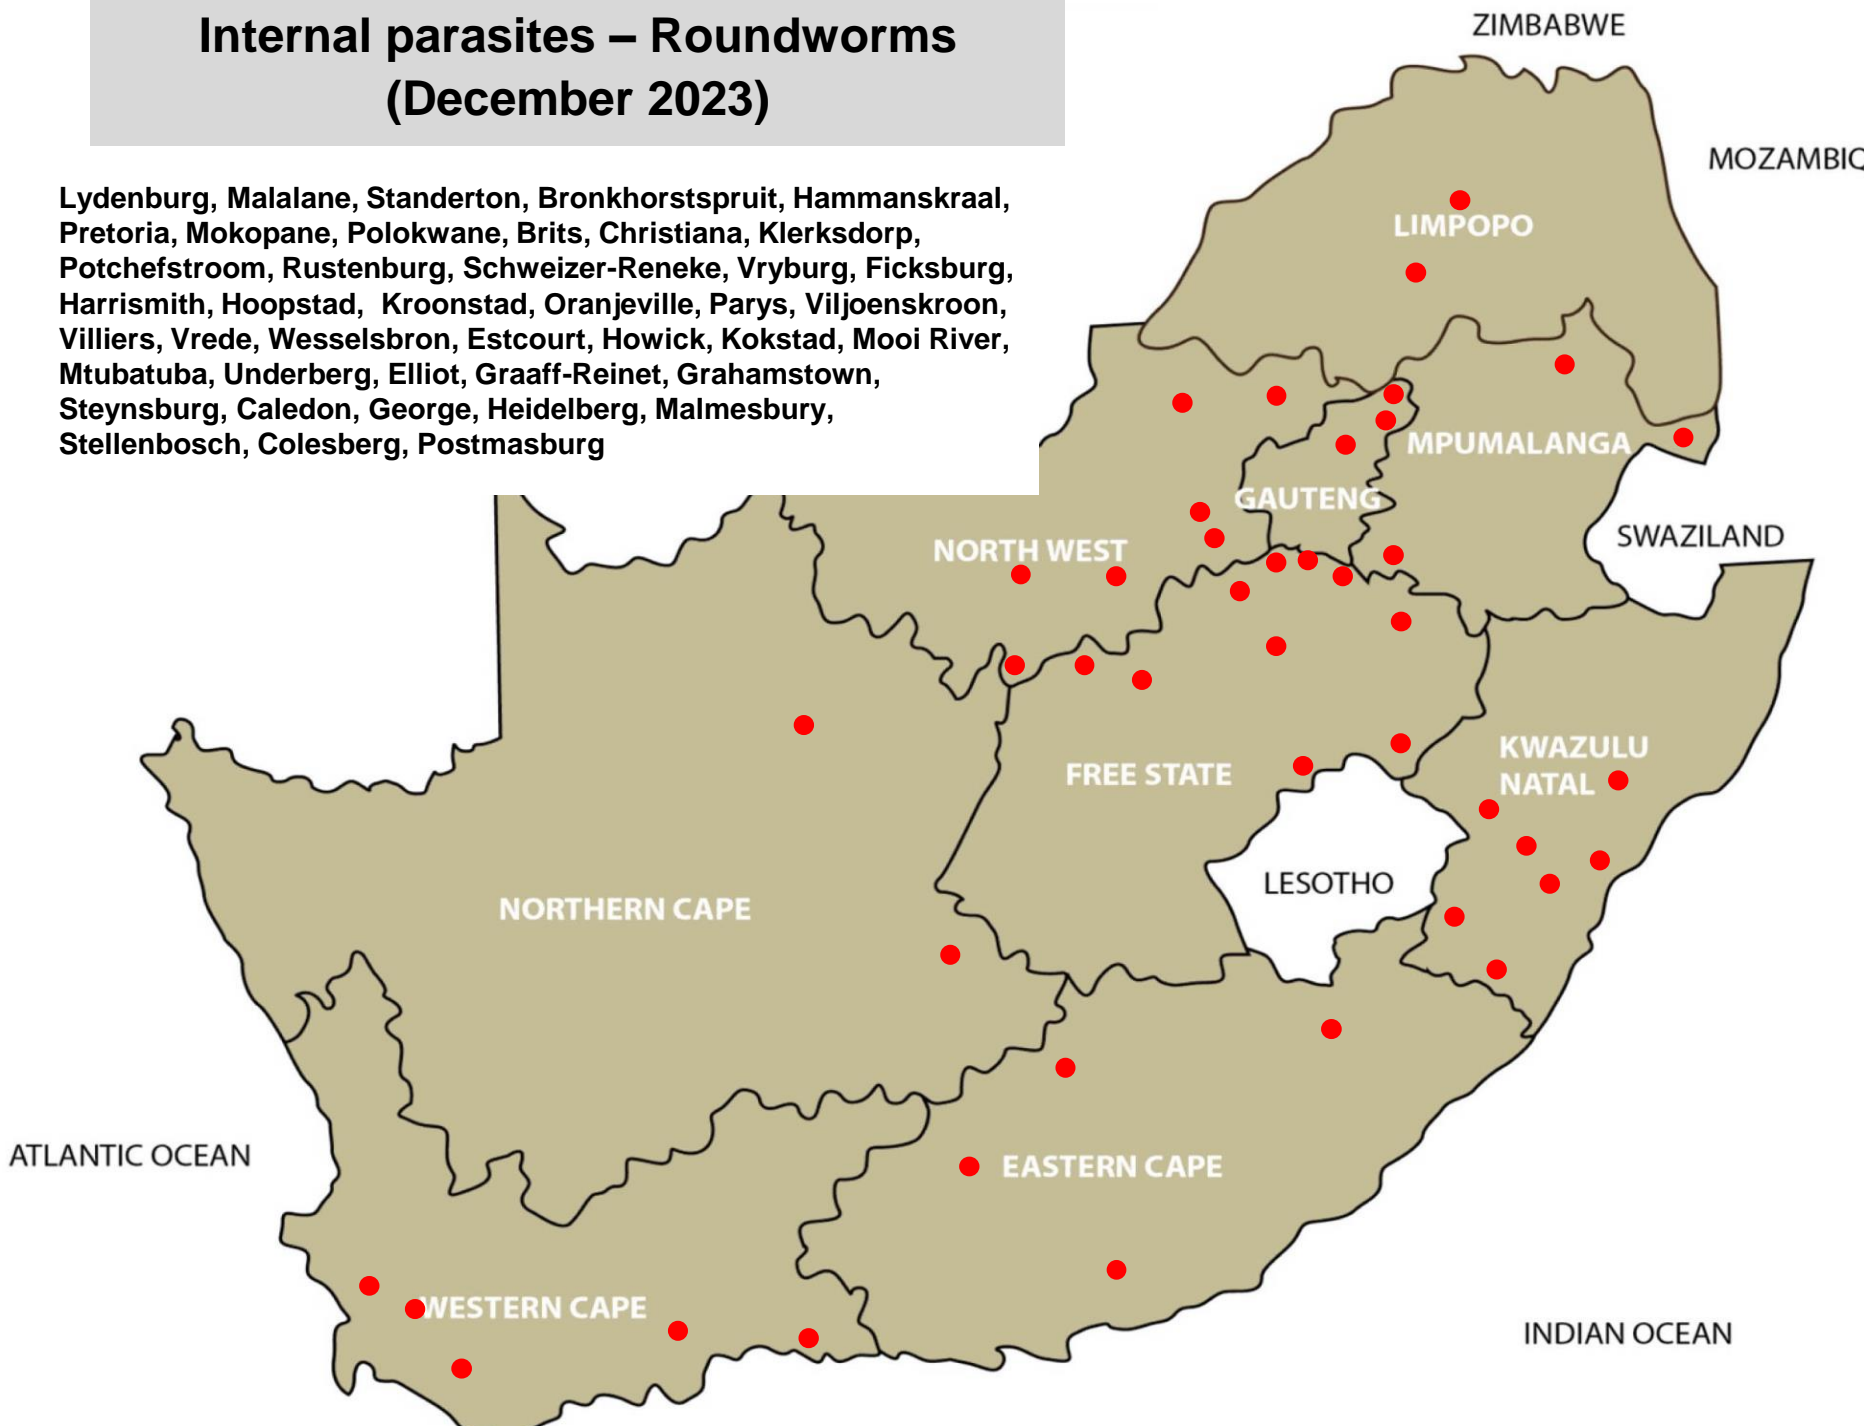 Internal parasites – Roundworms
(December 2023)
Lydenburg, Malalane, Standerton, Bronkhorstspruit, Hammanskraal,
Pretoria, Mokopane, Polokwane, Brits, Christiana, Klerksdorp,
Potchefstroom, Rustenburg, Schweizer-Reneke, Vryburg, Ficksburg,
Harrismith, Hoopstad, Kroonstad, Oranjeville, Parys, Viljoenskroon,
Villiers, Vrede, Wesselsbron, Estcourt, Howick, Kokstad, Mooi River,
Mtubatuba, Underberg, Elliot, Graaff-Reinet, Grahamstown,
Steynsburg, Caledon, George, Heidelberg, Malmesbury,
Stellenbosch, Colesberg, Postmasburg
ZIMBABWE
MOZAMBIQ
LIMPOPO
MPUMALANGA
GAUTENG
SWAZILAND
NORTH WEST
KWAZULU
NATAL
FREE STATE
LESOTHO
NORTHERN CAPE
ATLANTIC OCEAN
EASTERN CAPE
WESTERN CAPE
INDIAN OCEAN